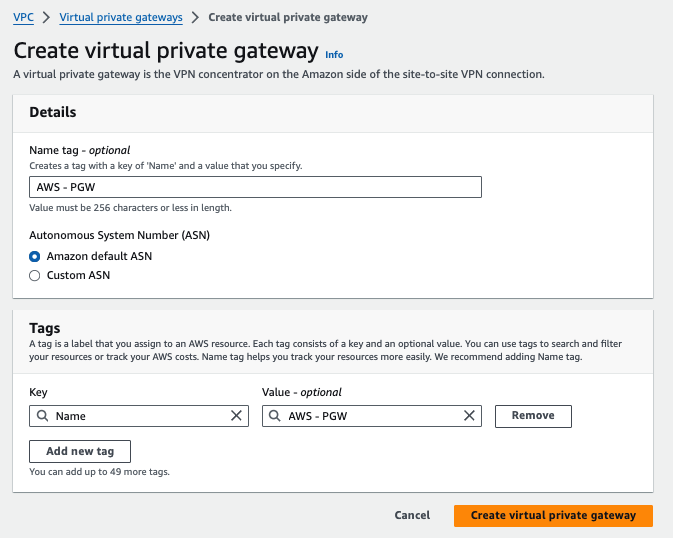 VPC > Virtual private gateways > Create virtual private gateway
Create virtual private gateway Info
A virtual private gateway is the VPN concentrator on the Amazon side of the site-to-site VPN connection.
Details
Name tag - optional
Creates a tag with a key of 'Name' and a value that you specify.
AWS - PGW
Value must be 256 characters or less in length.
Autonomous System Number (ASN)
Amazon default ASN
Custom ASN
Tags
A tag is a label that you assign to an AWS resource. Each tag consists of a key and an optional value. You can use tags to search and filter
your resources or track your AWS costs. Name tag helps you track your resources more easily. We recommend adding Name tag.
Key Value - optional
Name AWS - PGW Remove
Add new tag
You can add up to 49 more tags.
Cancel Create virtual private gateway